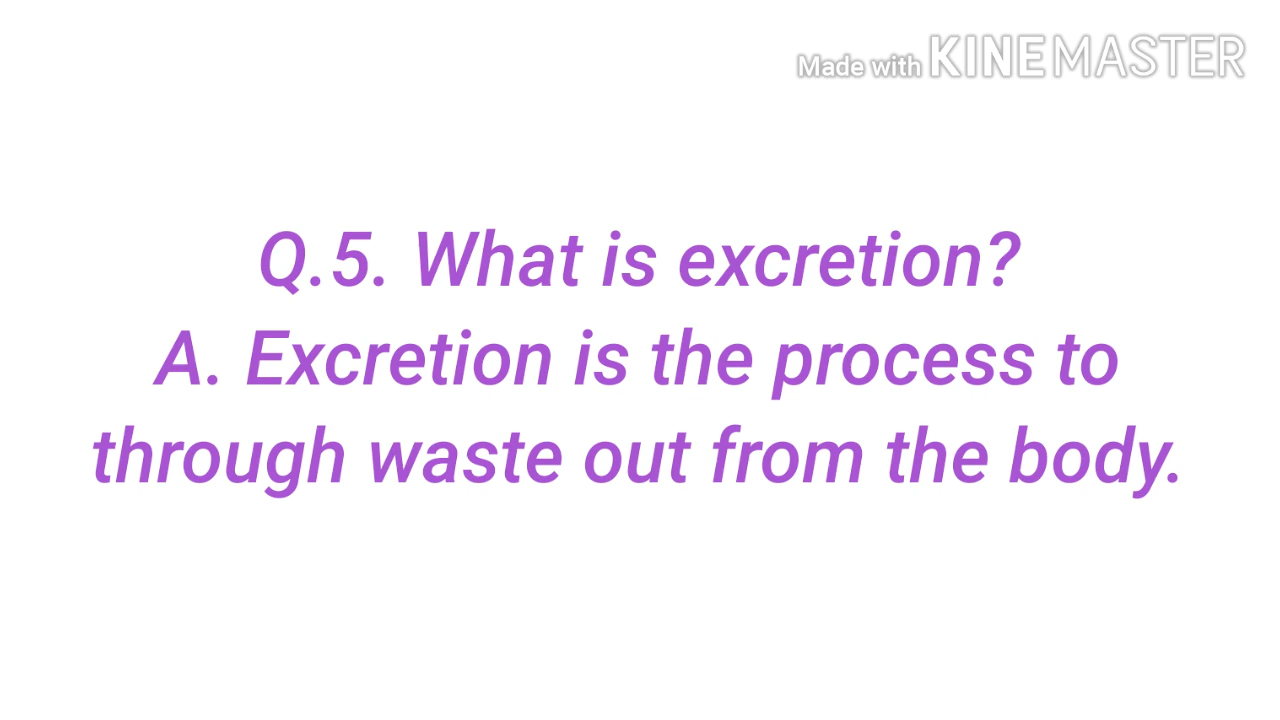 Made with KINEMASTER
Q.5. What is excretion?
A. Excretion is the process to
through waste out from the body.